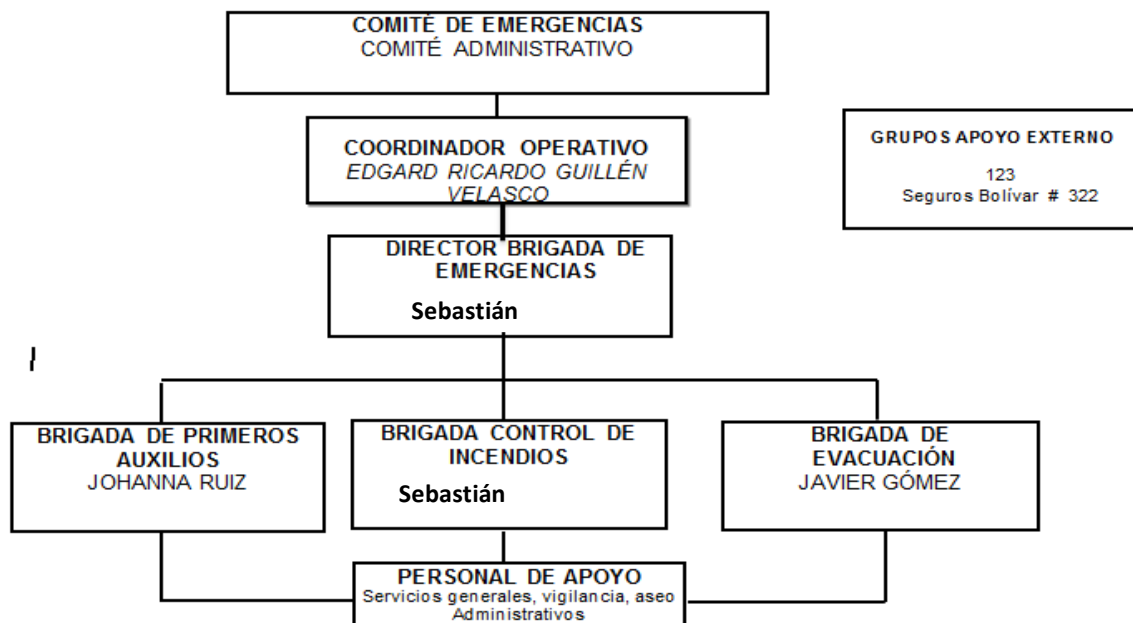 COMITÉ DE EMERGENCIAS
COMITÉ ADMINISTRATIVO
COORDINADOR OPERATIVO
EDGARD RICARDO GUILLÉN
VELASCO
GRUPOS APOYO EXTERNO
123
Seguros Bolívar # 322
DIRECTOR BRIGADA DE
EMERGENCIAS
Sebastián
BRIGADA DE PRIMEROS
AUXILIOS
JOHANNA RUIZ
BRIGADA CONTROL DE
INCENDIOS
Sebastián
BRIGADA DE
EVACUACIÓN
JAVIER GÓMEZ
PERSONAL DE APOYO
Servicios generales, vigilancia, aseo
Administrativos